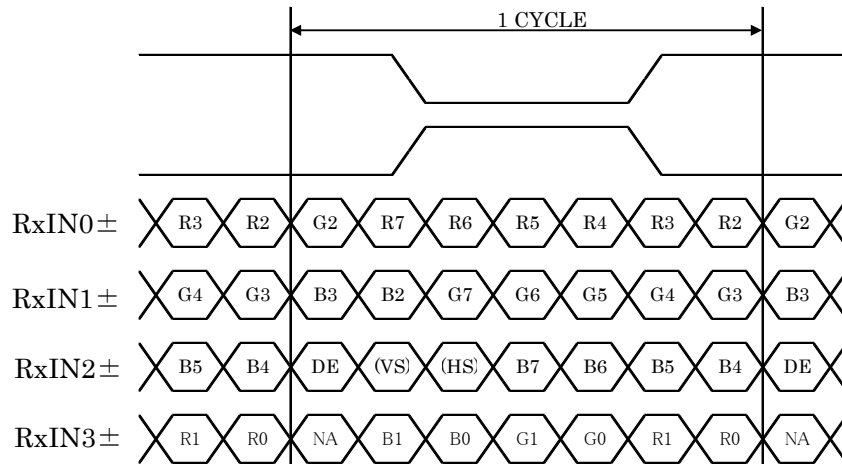 1 CYCLE
RxIN0± R3 R2 G2 R7 R6 R5 R4 R3 R2 G2
RxIN1± G4 G3 B3 B2 G7 G6 G5 G4 G3 B3
RxIN2± B5 B4 DE (VS) (HS) B7 B6 B5 B4 DE
RxIN3± R1 R0 NA B1 B0 G1 G0 R1 R0 NA